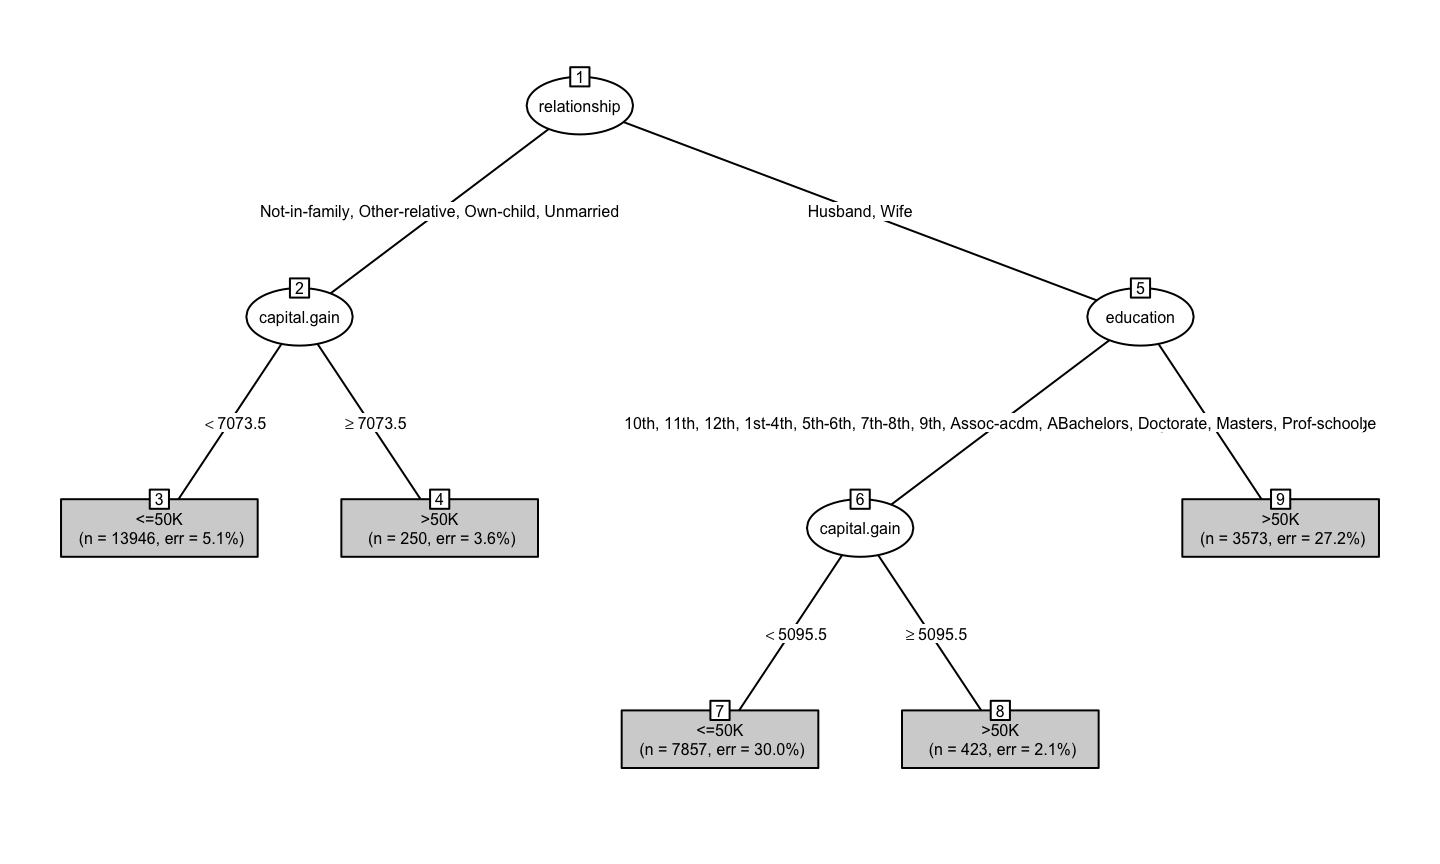 1
relationship
Not-in-family, Other-relative, Own-child, Unmarried
Husband, Wife
2
capital.gain
5
education
< 7073.5
≥ 7073.5
10th, 11th, 12th, 1st-4th, 5th-6th, 7th-8th, 9th, Assoc-acdm, A
Bachelors, Doctorate, Masters, Prof-school
3
<=50K
(n = 13946, err = 5.1%)
4
>50K
(n = 250, err = 3.6%)
6
capital.gain
9
>50K
(n = 3573, err = 27.2%)
< 5095.5
≥ 5095.5
7
<=50K
(n = 7857, err = 30.0%)
8
>50K
(n = 423, err = 2.1%)